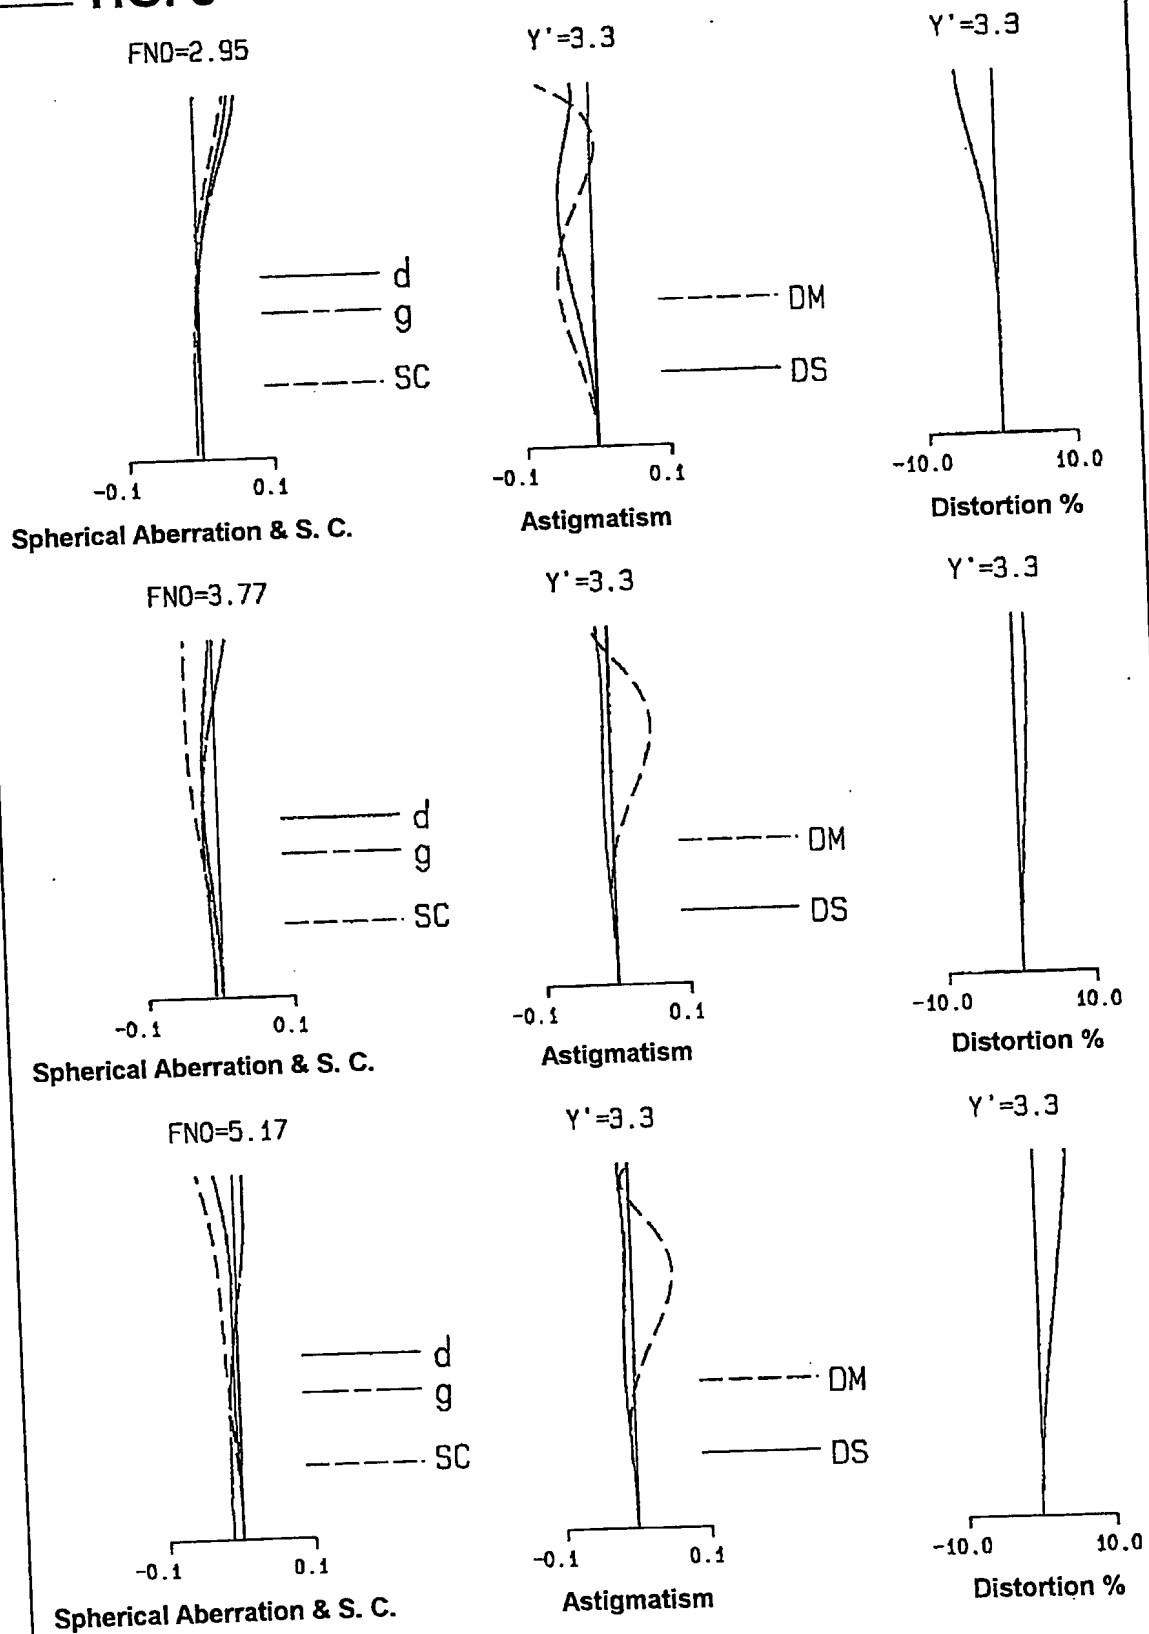 FNO=2.95 Y'=3.3 Y'=3.3
d
g
SC
DM
DS
-0.1 0.1 -0.1 0.1 -10.0 10.0
Spherical Aberration & S. C. Astigmatism Distortion %
FNO=3.77 Y'=3.3 Y'=3.3
d
g
SC
DM
DS
-0.1 0.1 -0.1 0.1 -10.0 10.0
Spherical Aberration & S. C. Astigmatism Distortion %
FNO=5.17 Y'=3.3 Y'=3.3
d
g
SC
DM
DS
-0.1 0.1 -0.1 0.1 -10.0 10.0
Spherical Aberration & S. C. Astigmatism Distortion %